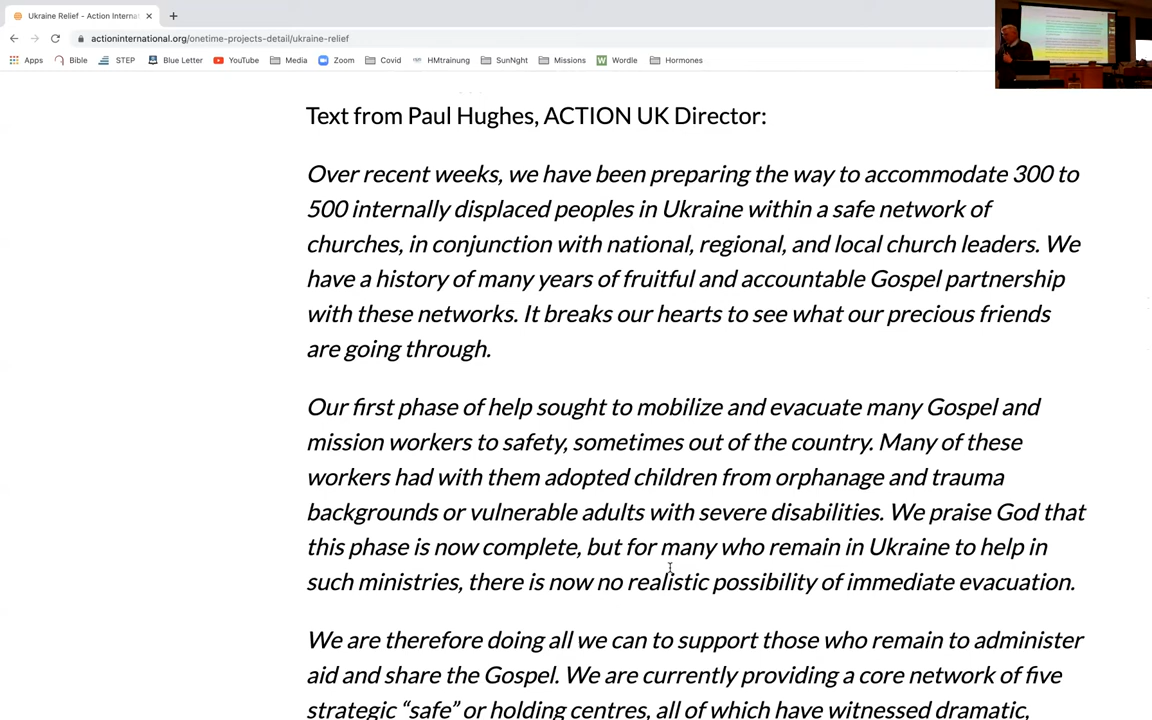 Ukraine Relief - Action Interna
actioninternational.org/onetime-projects-detail/ukraine-relief
Apps Bible STEP Blue Letter YouTube Media Zoom Covid HMtraining SunNght Missions Wordle Hormones
Text from Paul Hughes, ACTION UK Director:
Over recent weeks, we have been preparing the way to accommodate 300 to
500 internally displaced peoples in Ukraine within a safe network of
churches, in conjunction with national, regional, and local church leaders. We
have a history of many years of fruitful and accountable Gospel partnership
with these networks. It breaks our hearts to see what our precious friends
are going through.
Our first phase of help sought to mobilize and evacuate many Gospel and
mission workers to safety, sometimes out of the country. Many of these
workers had with them adopted children from orphanage and trauma
backgrounds or vulnerable adults with severe disabilities. We praise God that
this phase is now complete, but for many who remain in Ukraine to help in
such ministries, there is now no realistic possibility of immediate evacuation.
We are therefore doing all we can to support those who remain to administer
aid and share the Gospel. We are currently providing a core network of five
strategic “safe” or holding centres, all of which have witnessed dramatic,